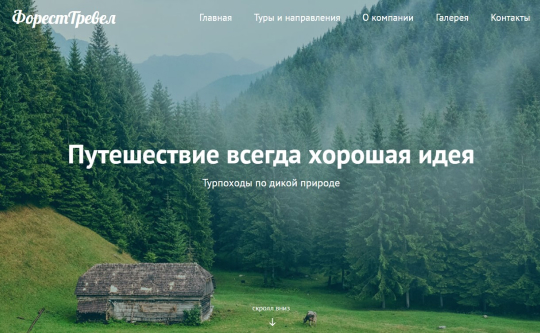 ФорестТревел
Главная
Туры и направления
О компании
Галерея
Контакты
Путешествие всегда хорошая идея
Турпоходы по дикой природе
скролл вниз